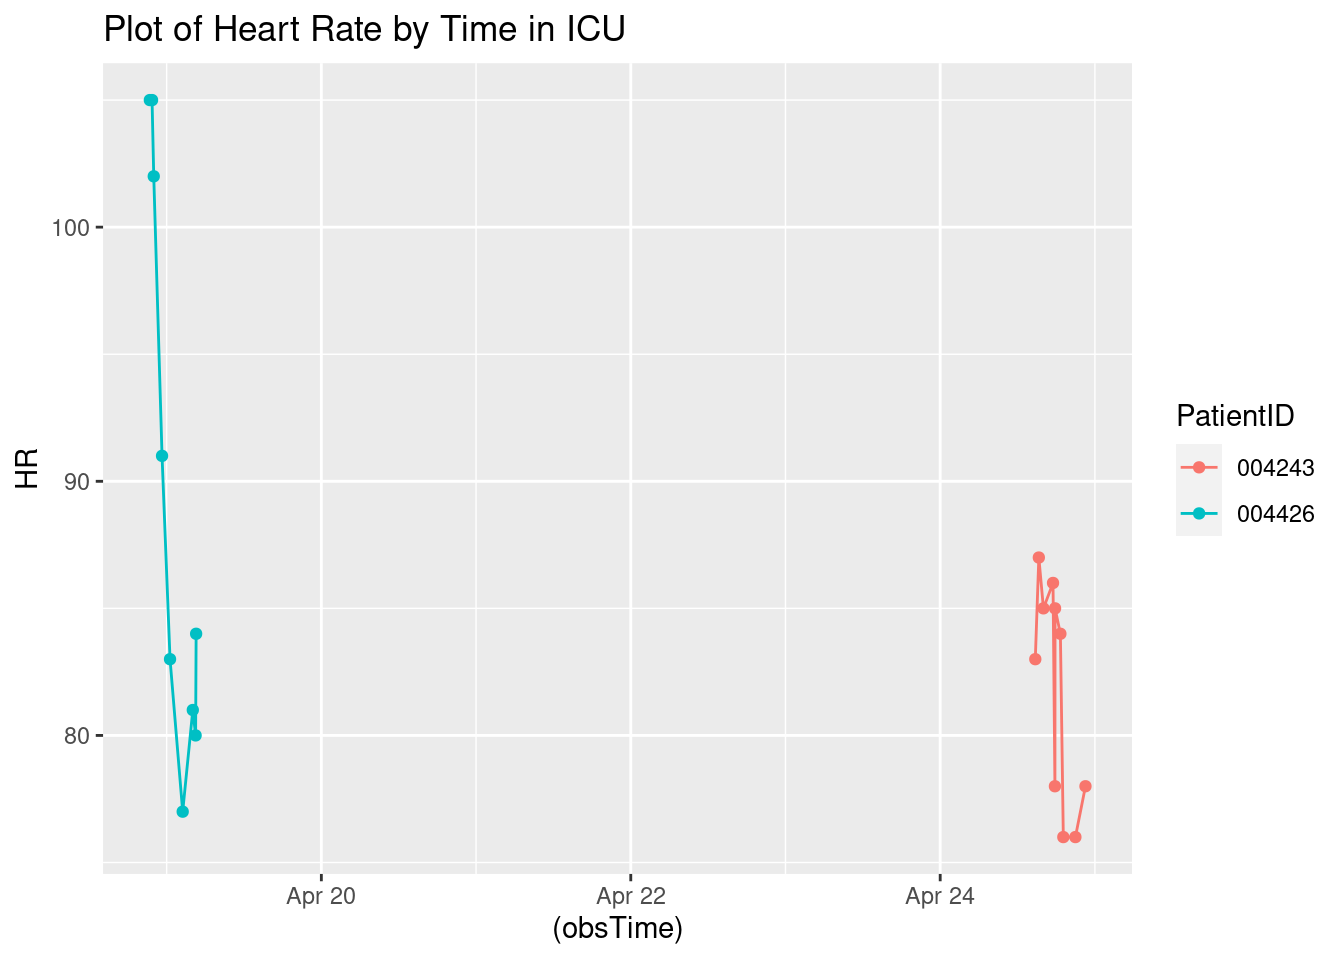 Plot of Heart Rate by Time in ICU
100
90
80
HR
Apr 20
Apr 22
Apr 24
(obsTime)
PatientID
004243
004426